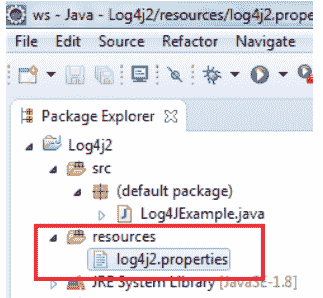 ws - Java - Log4j2/resources/log4j2.prope
File Edit Source Refactor Navigate
Package Explorer
Log4j2
src
(default package)
Log4JExample.java
resources
log4j2.properties
JRE System Library [JavaSE-1.8]